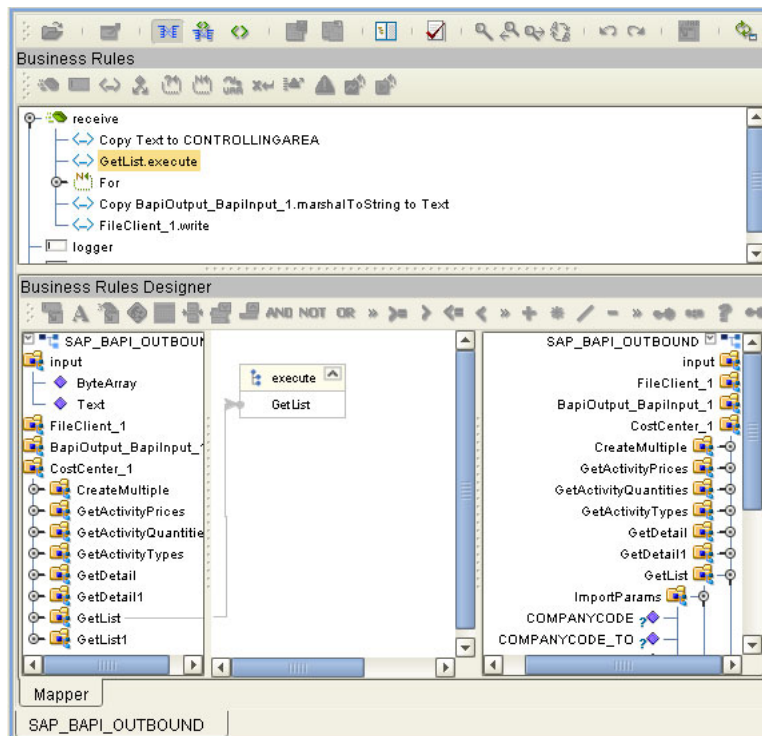 Business Rules
receive
Copy Text to CONTROLLINGAREA
GetList.execute
For
Copy BapiOutput_BapiInput_1.marshalToString to Text
FileClient_1.write
logger
Business Rules Designer
A AND NOT OR » >= > <= < » + * / - » ?
SAP_BAPI_OUTBOUN
input
ByteArray
Text
FileClient_1
BapiOutput_BapiInput_1
CostCenter_1
CreateMultiple
GetActivityPrices
GetActivityQuantitie
GetActivityTypes
GetDetail
GetDetail1
GetList
GetList1
execute
GetList
SAP_BAPI_OUTBOUND
input
FileClient_1
BapiOutput_BapiInput_1
CostCenter_1
CreateMultiple
GetActivityPrices
GetActivityQuantities
GetActivityTypes
GetDetail
GetDetail1
GetList
ImportParams
COMPANYCODE
COMPANYCODE_TO
Mapper
SAP_BAPI_OUTBOUND